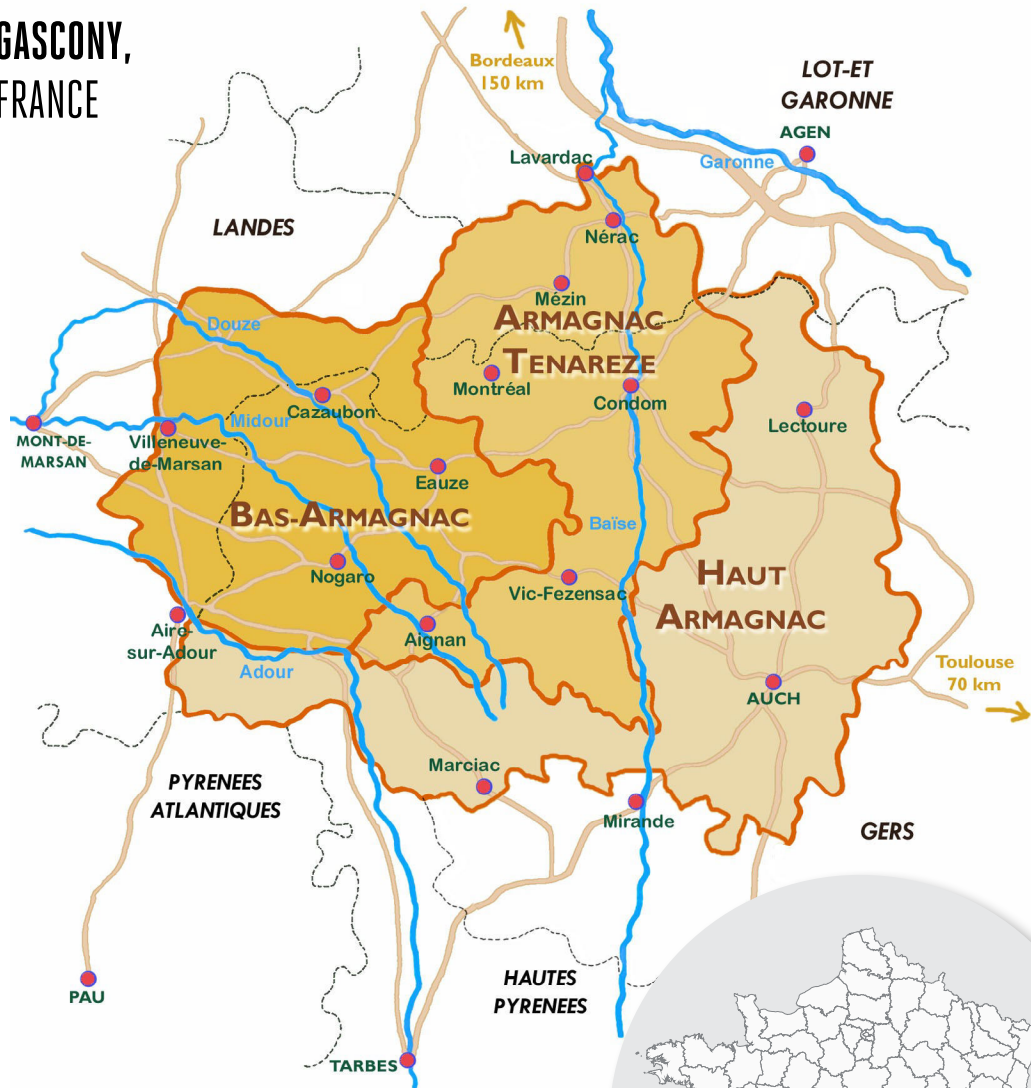 GASCONY,
FRANCE
Bordeaux
150 km
LOT-ET
GARONNE
AGEN
Garonne
Lavardac
LANDES
Nérac
Mézin
ARMAGNAC
TENAREZE
Douze
Montréal
Condom
Cazaubon
Midour
Lectoure
MONT-DE-
MARSAN
Villeneuve-
de-Marsan
Eauze
BAS-ARMAGNAC
Baïse
Nogaro
Vic-Fezensac
HAUT
ARMAGNAC
Aire-
sur-Adour
Aignan
Adour
Toulouse
70 km
AUCH
Marciac
PYRENEES
ATLANTIQUES
Mirande
GERS
HAUTES
PYRENEES
PAU
TARBES